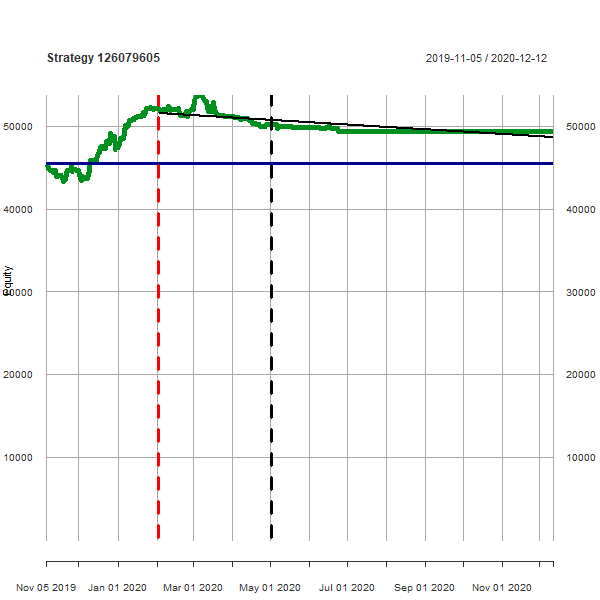 Strategy 126079605
2019-11-05 / 2020-12-12
50000
50000
40000
40000
Equity
30000
30000
20000
20000
10000
10000
Nov 05 2019
Jan 01 2020
Mar 01 2020
May 01 2020
Jul 01 2020
Sep 01 2020
Nov 01 2020